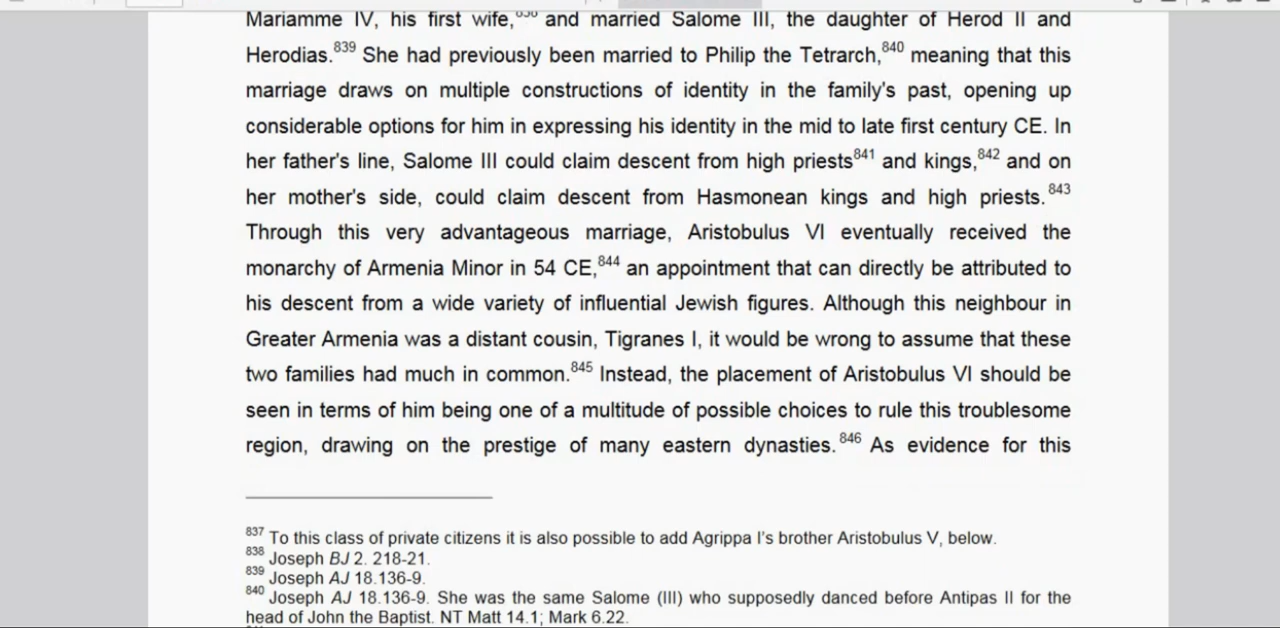 Mariamme IV, his first wife,⁸³⁸ and married Salome III, the daughter of Herod II and
Herodias.⁸³⁹ She had previously been married to Philip the Tetrarch,⁸⁴⁰ meaning that this
marriage draws on multiple constructions of identity in the family's past, opening up
considerable options for him in expressing his identity in the mid to late first century CE. In
her father's line, Salome III could claim descent from high priests⁸⁴¹ and kings,⁸⁴² and on
her mother's side, could claim descent from Hasmonean kings and high priests.⁸⁴³
Through this very advantageous marriage, Aristobulus VI eventually received the
monarchy of Armenia Minor in 54 CE,⁸⁴⁴ an appointment that can directly be attributed to
his descent from a wide variety of influential Jewish figures. Although this neighbour in
Greater Armenia was a distant cousin, Tigranes I, it would be wrong to assume that these
two families had much in common.⁸⁴⁵ Instead, the placement of Aristobulus VI should be
seen in terms of him being one of a multitude of possible choices to rule this troublesome
region, drawing on the prestige of many eastern dynasties.⁸⁴⁶ As evidence for this
⁸³⁷ To this class of private citizens it is also possible to add Agrippa I's brother Aristobulus V, below.
⁸³⁸ Joseph BJ 2. 218-21.
⁸³⁹ Joseph AJ 18.136-9.
⁸⁴⁰ Joseph AJ 18.136-9. She was the same Salome (III) who supposedly danced before Antipas II for the
head of John the Baptist. NT Matt 14.1; Mark 6.22.